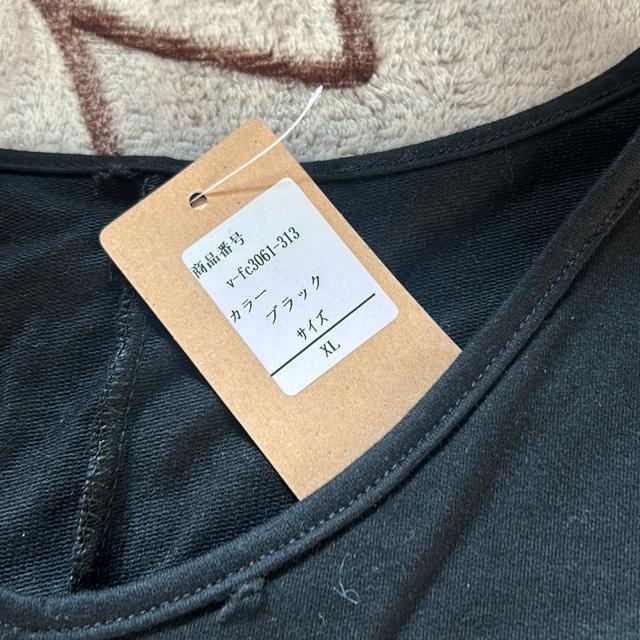 商品番号
v-fc3061-313
カラー
ブラック
サイズ
XL